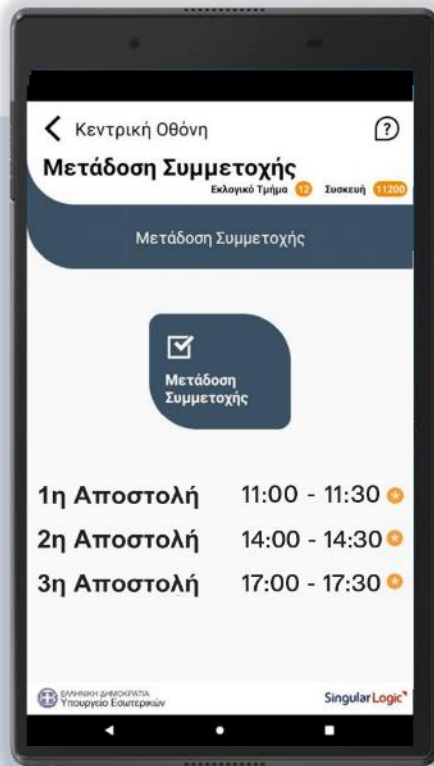 Κεντρική Οθόνη
Μετάδοση Συμμετοχής
Εκλογικό Τμήμα 12 Συσκευή 11200
Μετάδοση Συμμετοχής
Μετάδοση
Συμμετοχής
1η Αποστολή 11:00 - 11:30
2η Αποστολή 14:00 - 14:30
3η Αποστολή 17:00 - 17:30
ΕΛΛΗΝΙΚΗ ΔΗΜΟΚΡΑΤΙΑ
Υπουργείο Εσωτερικών
SingularLogic